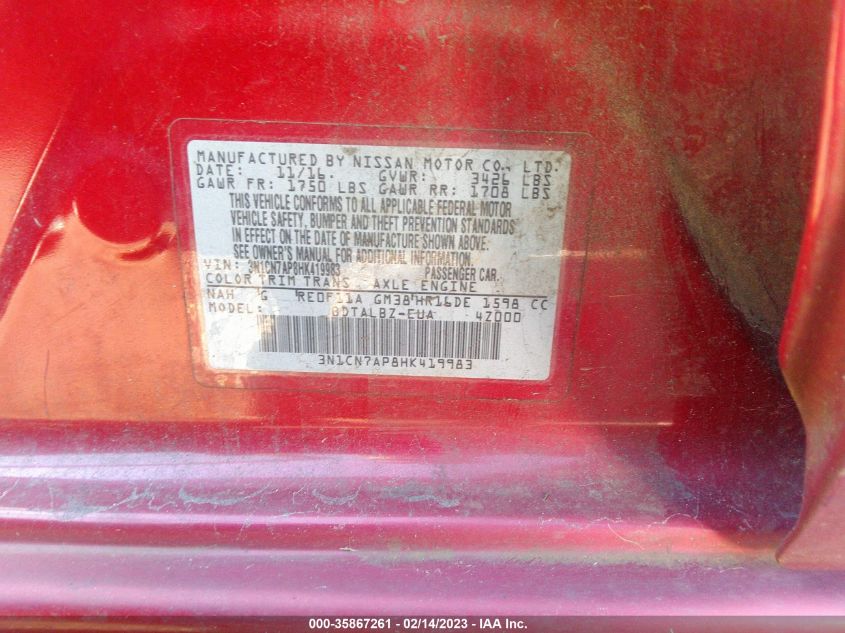 MANUFACTURED BY NISSAN MOTOR CO., LTD.
DATE: 11/16. GVWR: 3426 LBS
GAWR FR: 1750 LBS GAWR RR: 1708 LBS
THIS VEHICLE CONFORMS TO ALL APPLICABLE FEDERAL MOTOR
VEHICLE SAFETY, BUMPER AND THEFT PREVENTION STANDARDS
IN EFFECT ON THE DATE OF MANUFACTURE SHOWN ABOVE.
SEE OWNER'S MANUAL FOR ADDITIONAL INFORMATION.
VIN: 3N1CN7AP8HK419983 PASSENGER CAR.
COLOR TRIM TRANS AXLE ENGINE
NAH G RE0F11A GM38 HR16DE 1598 CC
MODEL: BDTALBZ-EUA 4Z000
3N1CN7AP8HK419983
000-35867261 - 02/14/2023 - IAA Inc.